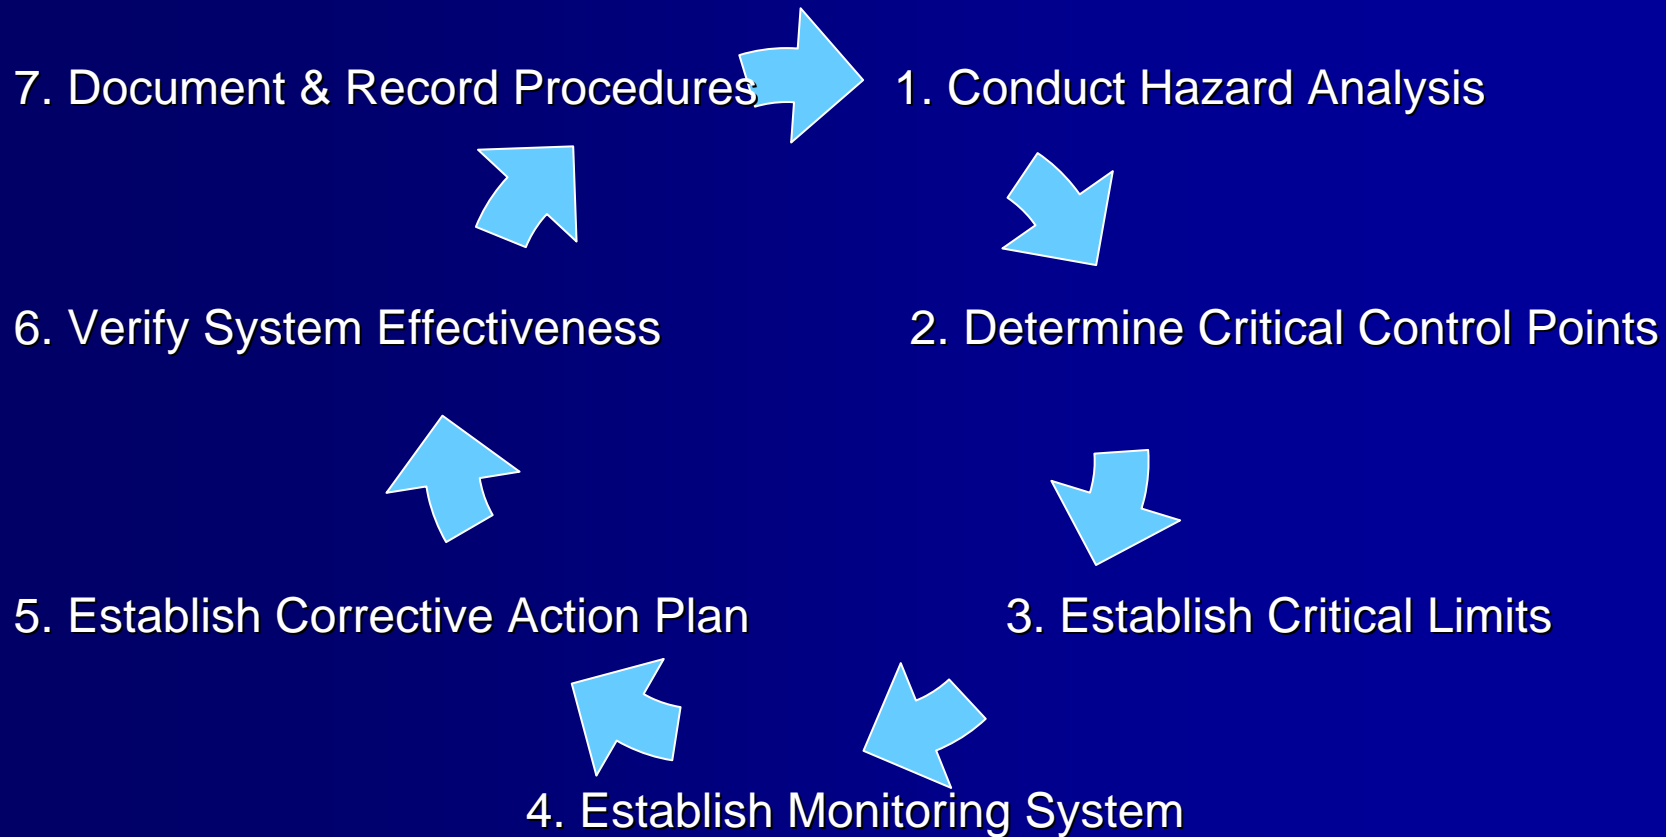 1. Conduct Hazard Analysis
2. Determine Critical Control Points
3. Establish Critical Limits
4. Establish Monitoring System
5. Establish Corrective Action Plan
6. Verify System Effectiveness
7. Document & Record Procedures